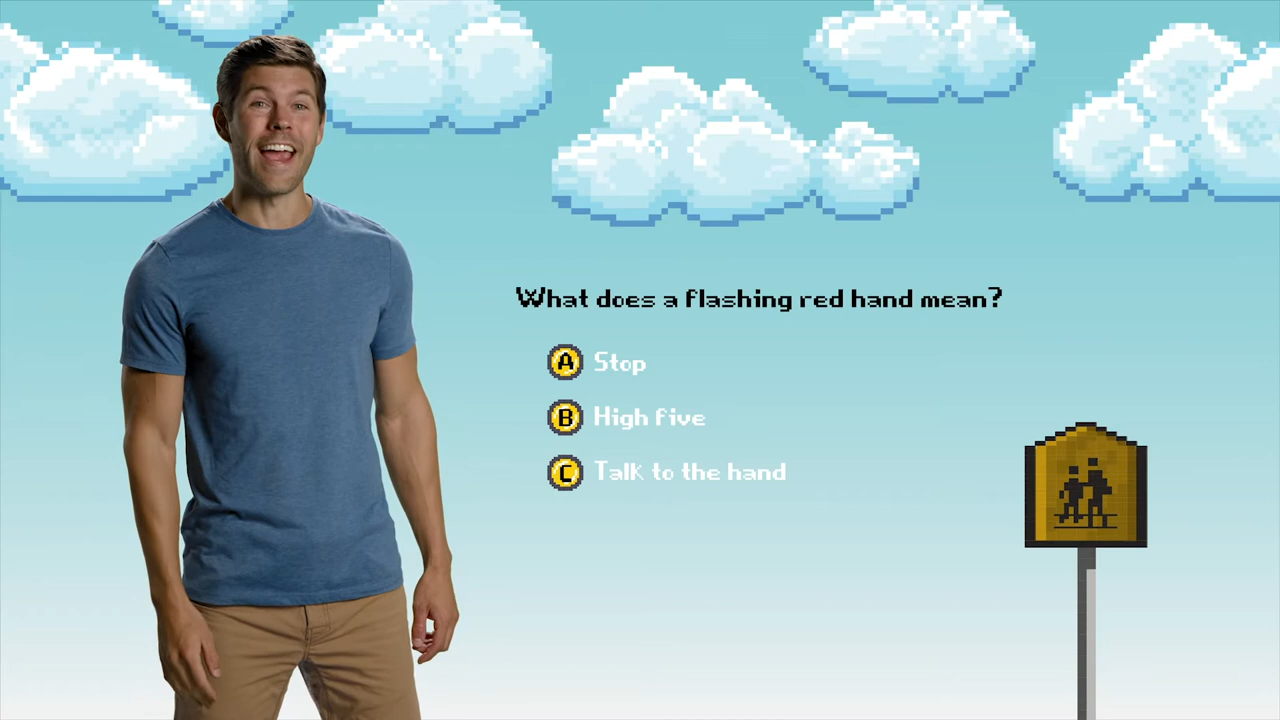 What does a flashing red hand mean?
A Stop
B High five
C Talk to the hand